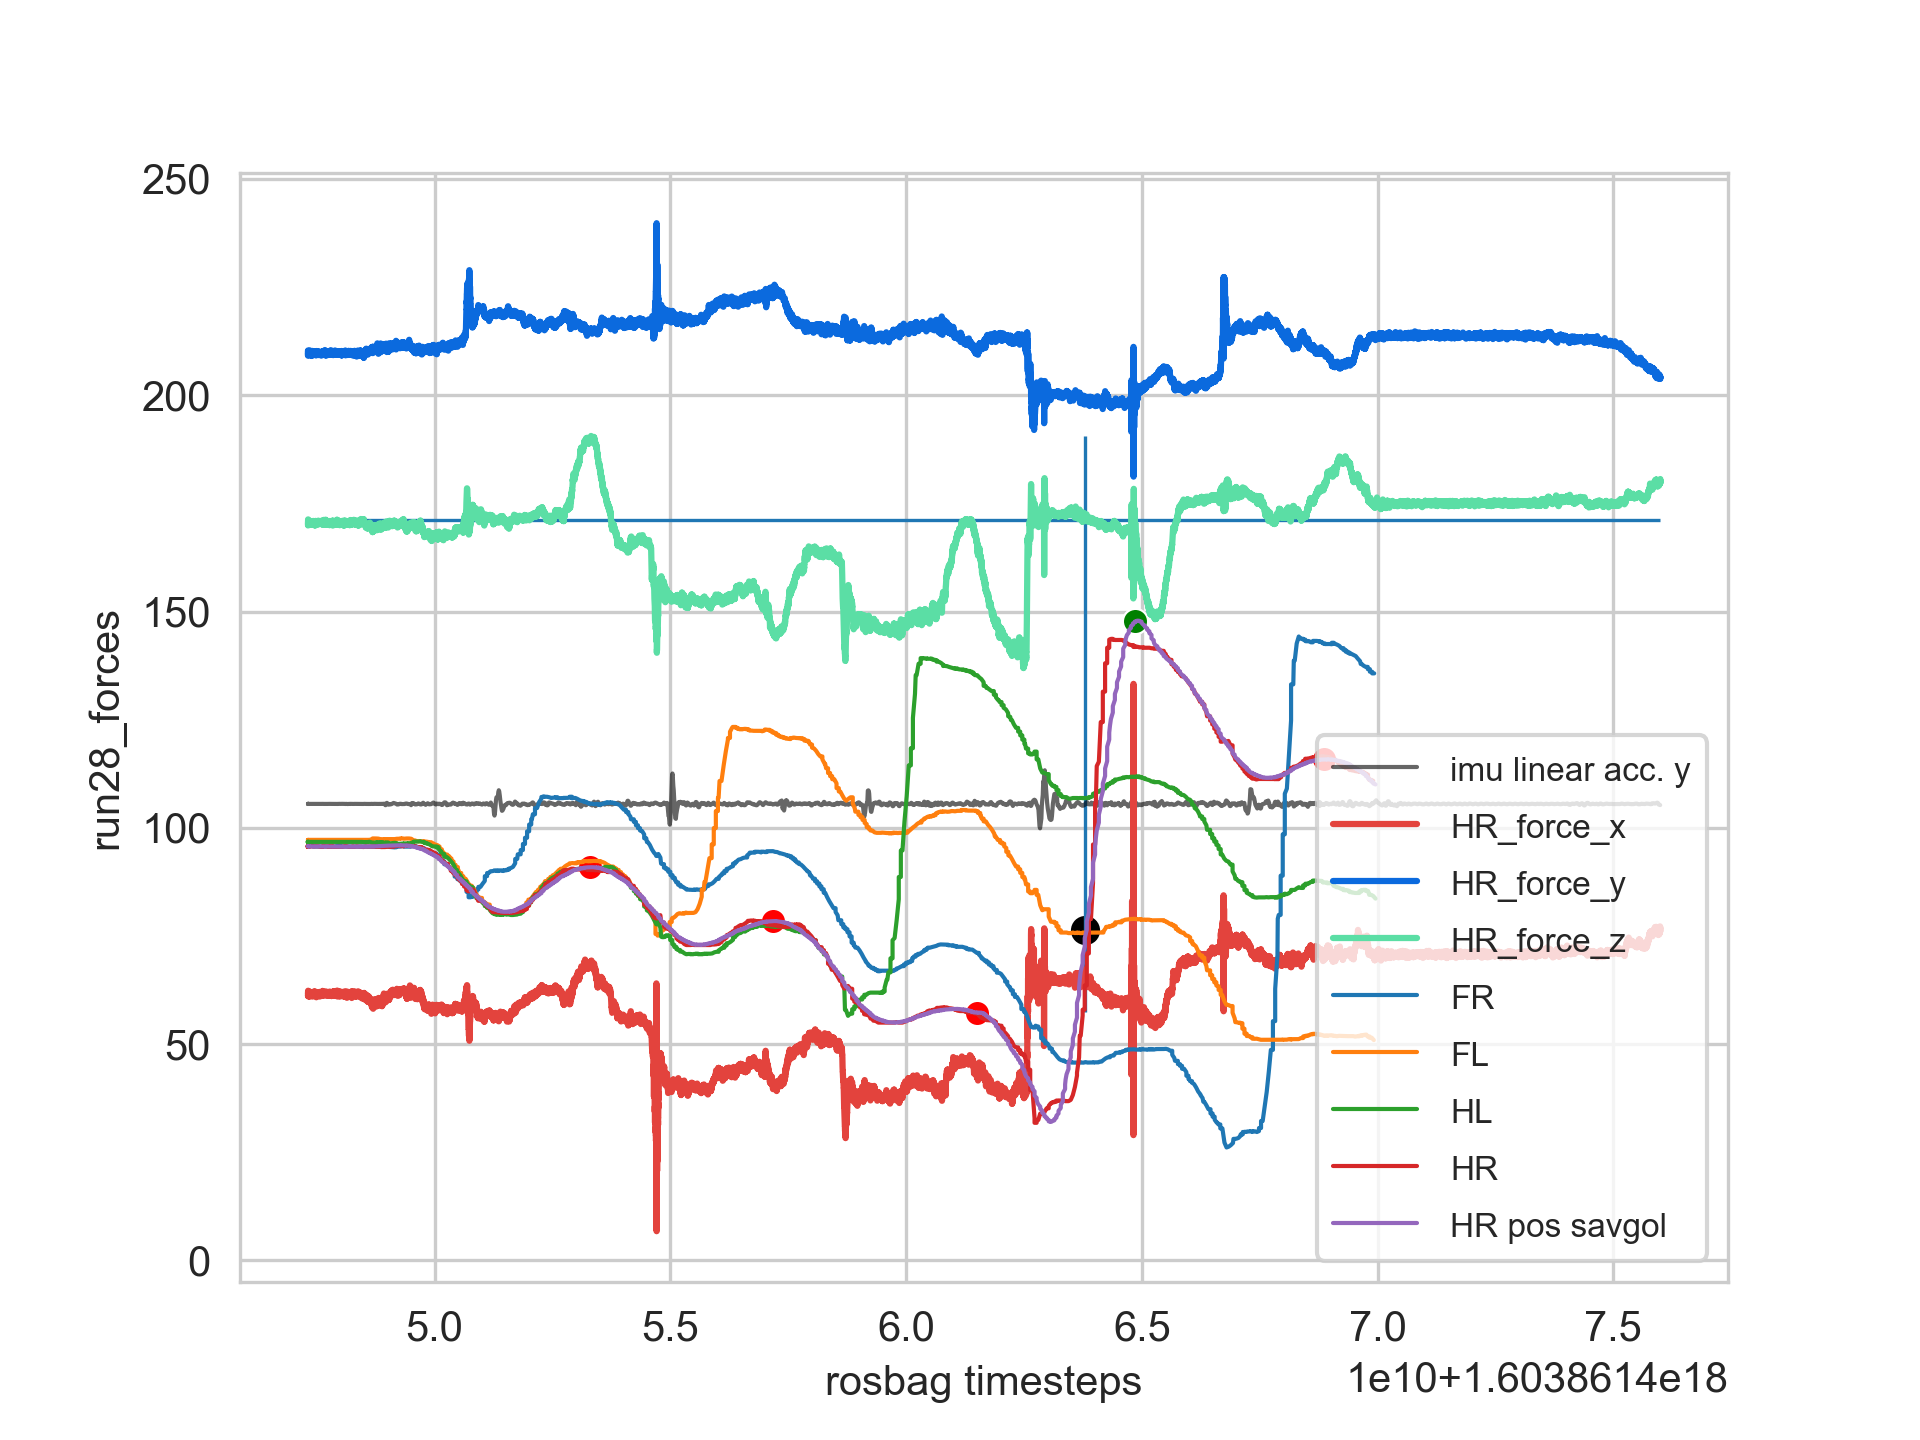 250
200
150
100
50
0
run28_forces
imu linear acc. y
HR_force_x
HR_force_y
HR_force_z
FR
FL
HL
HR
HR pos savgol
5.0 5.5 6.0 6.5 7.0 7.5
rosbag timesteps
1e10+1.6038614e18